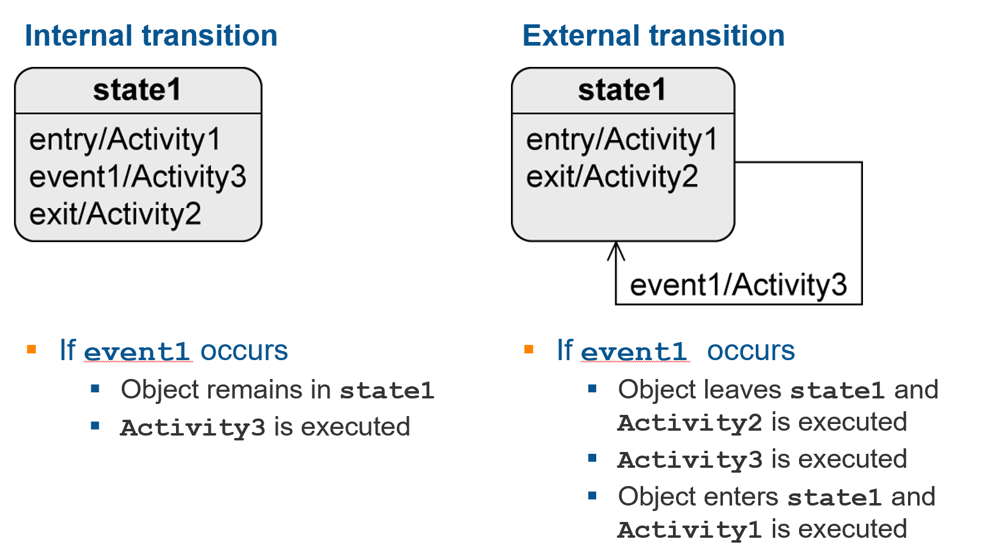 Internal transition
state1
entry/Activity1
event1/Activity3
exit/Activity2
If event1 occurs
Object remains in state1
Activity3 is executed
External transition
state1
entry/Activity1
exit/Activity2
event1/Activity3
If event1 occurs
Object leaves state1 and
Activity2 is executed
Activity3 is executed
Object enters state1 and
Activity1 is executed